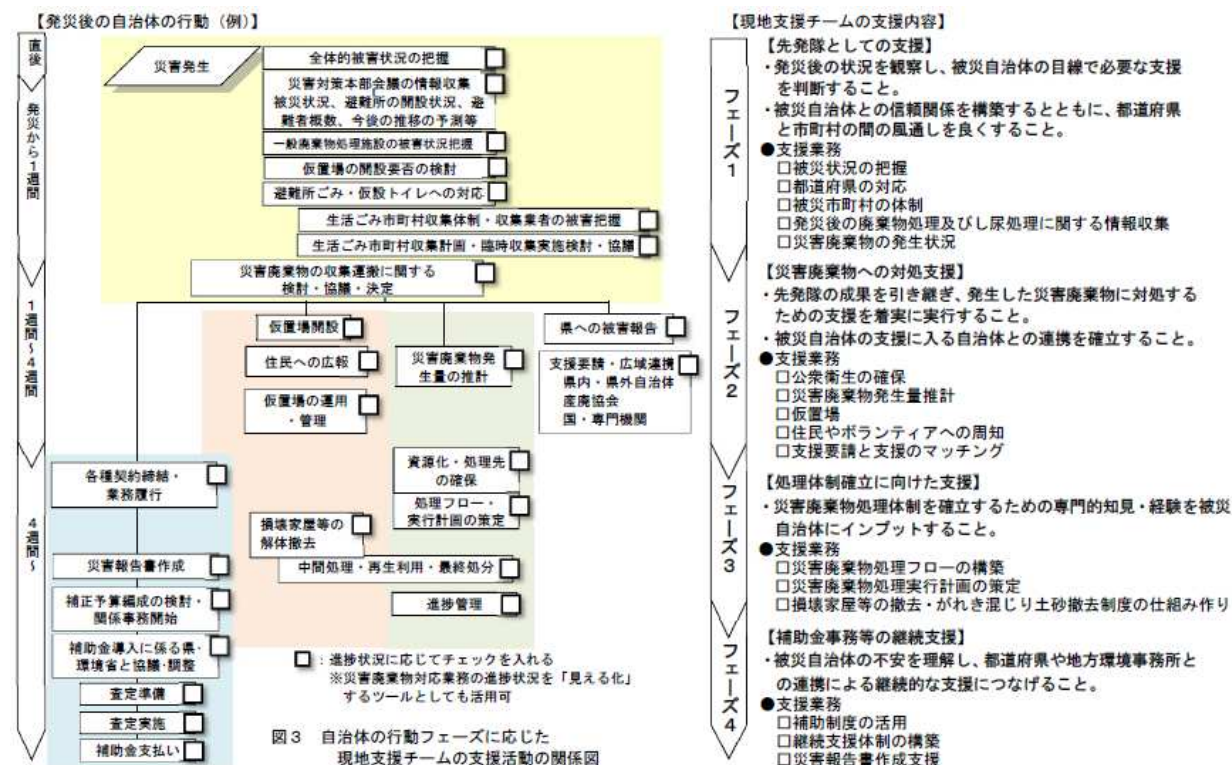 【発災後の自治体の行動(例)】
直後
発災から1週間
1週間~4週間
4週間~
災害発生
全体的被害状況の把握
災害対策本部会議の情報収集
被災状況、避難所の開設状況、避
難者概数、今後の推移の予測等
一般廃棄物処理施設の被害状況把握
仮置場の開設要否の検討
避難所ごみ・仮設トイレへの対応
生活ごみ市町村収集体制・収集業者の被害把握
生活ごみ市町村収集計画・臨時収集実施検討・協議
災害廃棄物の収集運搬に関する
検討・協議・決定
仮置場開設
住民への広報
仮置場の運用
・管理
災害廃棄物発
生量の推計
県への被害報告
支援要請・広域連携
県内・県外自治体
産廃協会
国・専門機関
各種契約締結・
業務履行
資源化・処理先
の確保
処理フロー・
実行計画の策定
損壊家屋等の
解体撤去
中間処理・再生利用・最終処分
進捗管理
災害報告書作成
補正予算編成の検討・
関係事務開始
補助金導入に係る県・
環境省と協議・調整
査定準備
査定実施
補助金支払い
□:進捗状況に応じてチェックを入れる
※災害廃棄物対応業務の進捗状況を「見える化」
するツールとしても活用可
図3 自治体の行動フェーズに応じた
現地支援チームの支援活動の関係図
【現地支援チームの支援内容】
フェーズ1
【先発隊としての支援】
・発災後の状況を観察し、被災自治体の目線で必要な支援
を判断すること。
・被災自治体との信頼関係を構築するとともに、都道府県
と市町村の間の風通しを良くすること。
●支援業務
□被災状況の把握
□都道府県の対応
□被災市町村の体制
□発災後の廃棄物処理及びし尿処理に関する情報収集
□災害廃棄物の発生状況
フェーズ2
【災害廃棄物への対処支援】
・先発隊の成果を引き継ぎ、発生した災害廃棄物に対処する
ための支援を着実に実行すること。
・被災自治体の支援に入る自治体との連携を確立すること。
●支援業務
□公衆衛生の確保
□災害廃棄物発生量推計
□仮置場
□住民やボランティアへの周知
□支援要請と支援のマッチング
フェーズ3
【処理体制確立に向けた支援】
・災害廃棄物処理体制を確立するための専門的知見・経験を被災
自治体にインプットすること。
●支援業務
□災害廃棄物処理フローの構築
□災害廃棄物処理実行計画の策定
□損壊家屋等の撤去・がれき混じり土砂撤去制度の仕組み作り
フェーズ4
【補助金事務等の継続支援】
・被災自治体の不安を理解し、都道府県や地方環境事務所と
の連携による継続的な支援につなげること。
●支援業務
□補助制度の活用
□継続支援体制の構築
□災害報告書作成支援